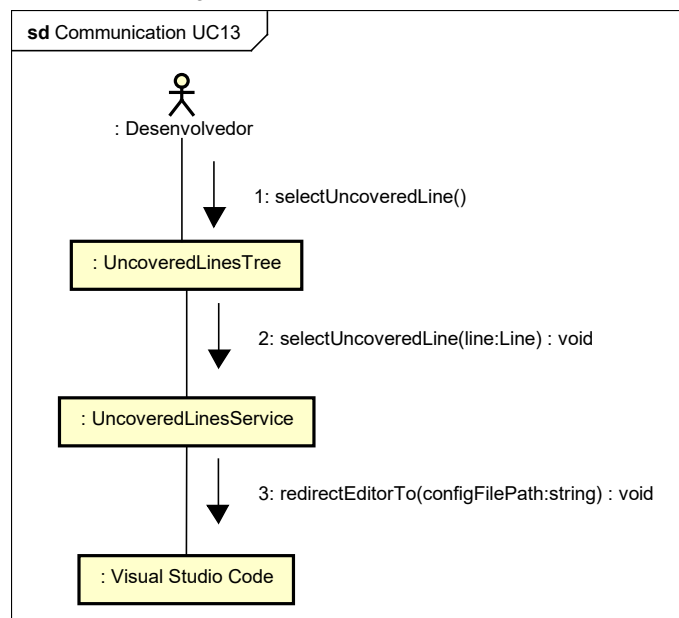 sd Communication UC13
: Desenvolvedor
1: selectUncoveredLine()
: UncoveredLinesTree
2: selectUncoveredLine(line:Line) : void
: UncoveredLinesService
3: redirectEditorTo(configFilePath:string) : void
: Visual Studio Code